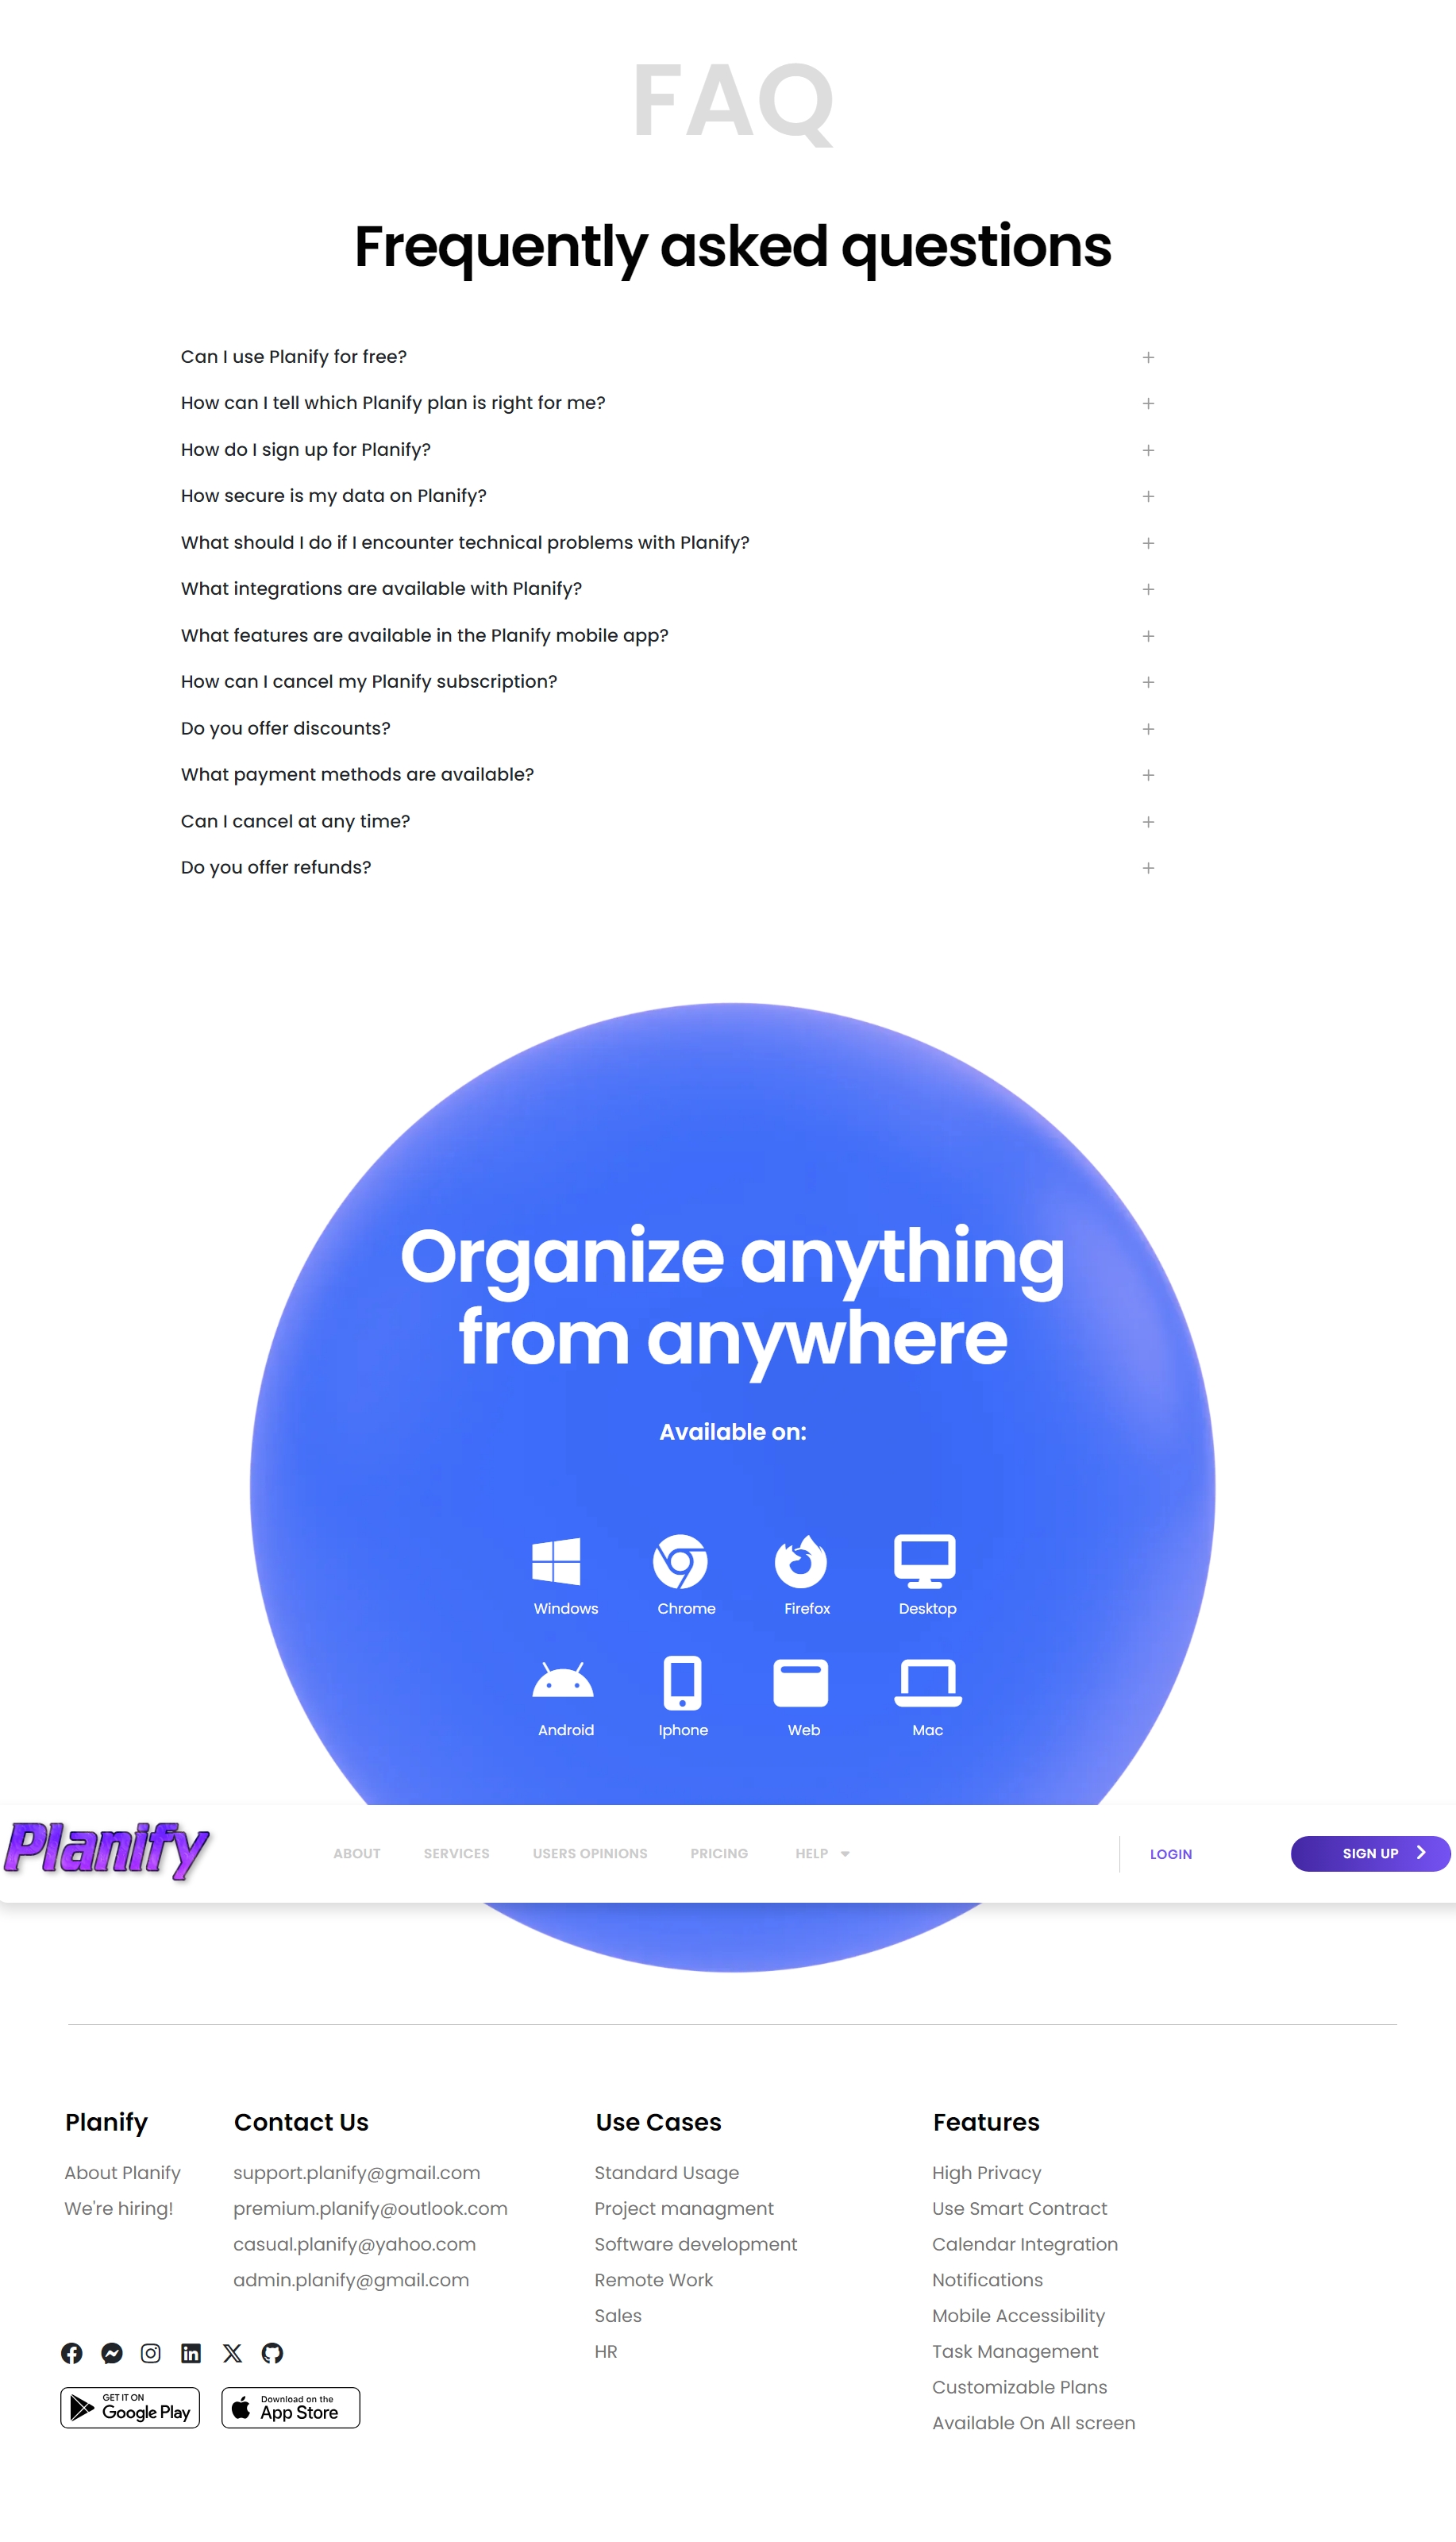 FAQ
Frequently asked questions
Can I use Planify for free?
How can I tell which Planify plan is right for me?
How do I sign up for Planify?
How secure is my data on Planify?
What should I do if I encounter technical problems with Planify?
What integrations are available with Planify?
What features are available in the Planify mobile app?
How can I cancel my Planify subscription?
Do you offer discounts?
What payment methods are available?
Can I cancel at any time?
Do you offer refunds?
Organize anything
from anywhere
Available on:
Windows Chrome Firefox Desktop
Android Iphone Web Mac
Planify ABOUT SERVICES USERS OPINIONS PRICING HELP LOGIN SIGN UP
Planify
About Planify
We're hiring!
Contact Us
support.planify@gmail.com
premium.planify@outlook.com
casual.planify@yahoo.com
admin.planify@gmail.com
Use Cases
Standard Usage
Project managment
Software development
Remote Work
Sales
HR
Features
High Privacy
Use Smart Contract
Calendar Integration
Notifications
Mobile Accessibility
Task Management
Customizable Plans
Available On All screen
GET IT ON
Google Play
Download on the
App Store